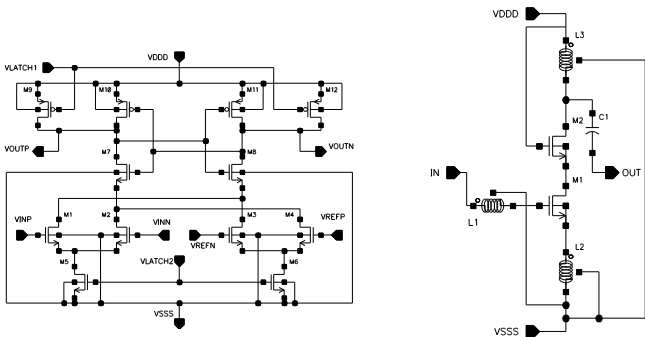 VDDD
VLATCH1
M9
M10
M11
M12
VOUTP
VOUTN
M7
M8
M1
M2
M3
M4
VINP
VINN
VREFN
VREFP
M5
M6
VLATCH2
VSSS
VDDD
L3
M2
C1
IN
OUT
M1
L1
L2
VSSS